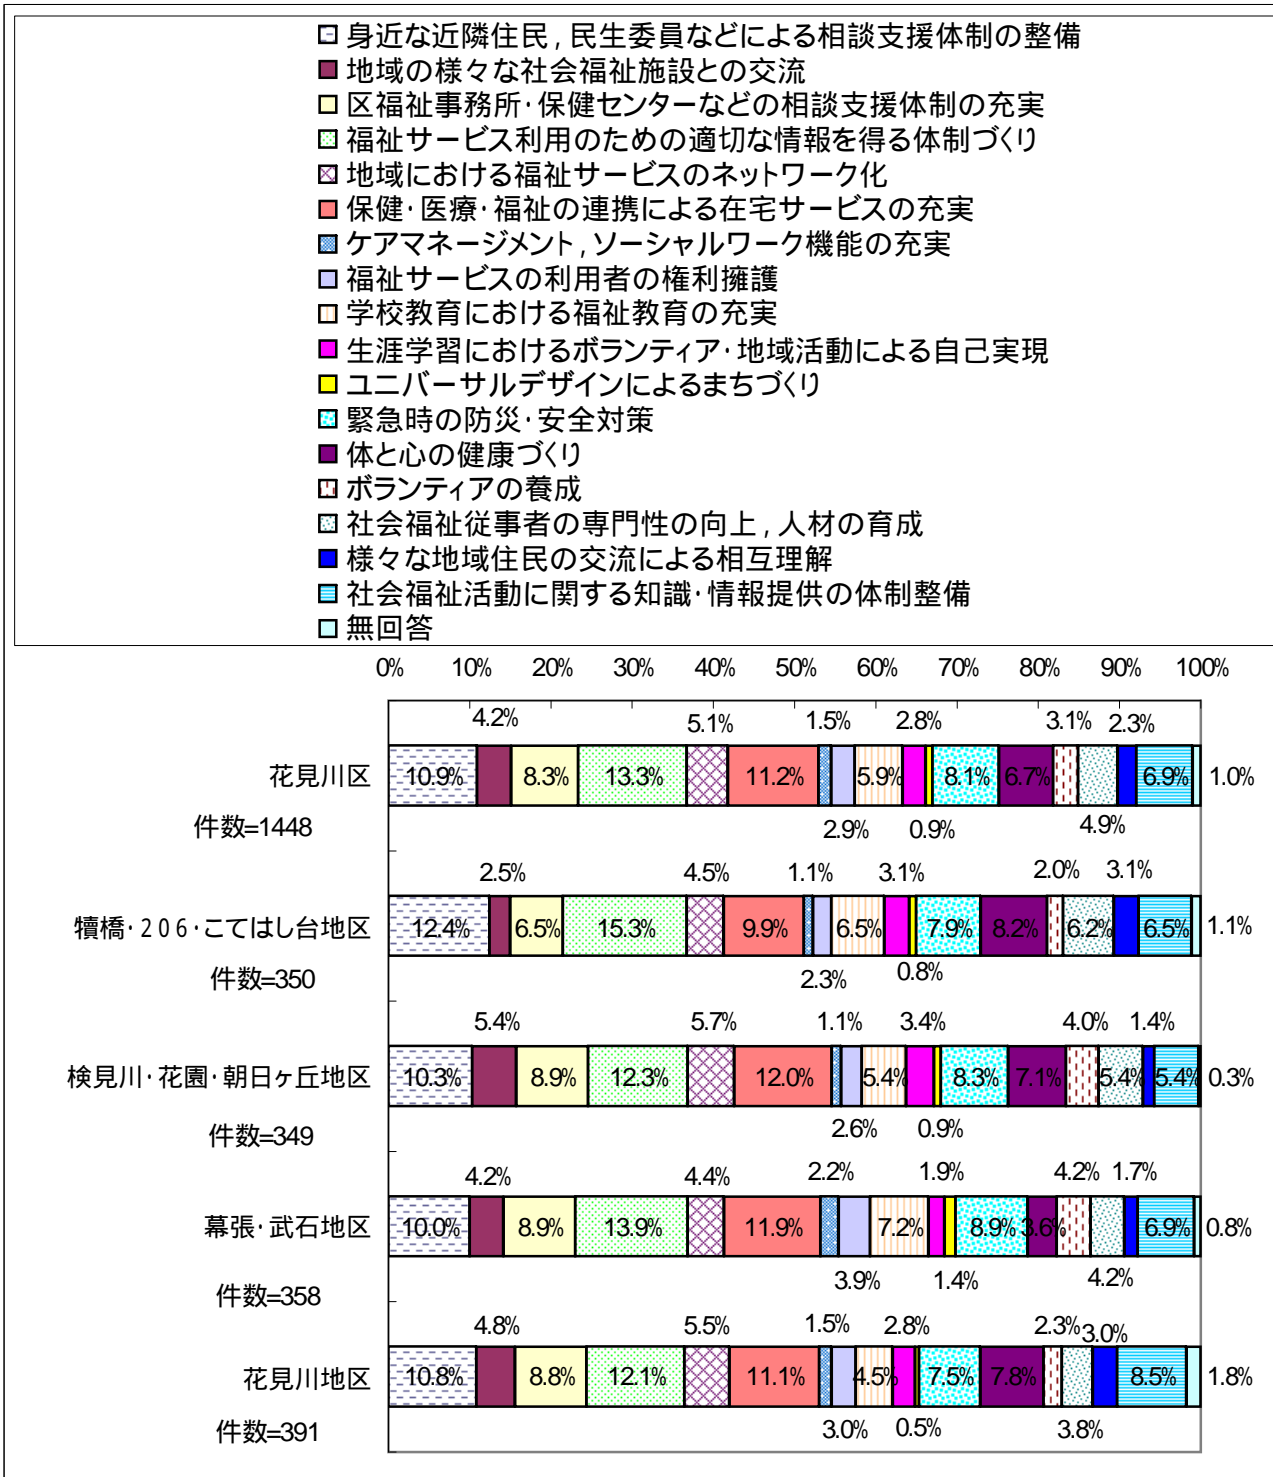 身近な近隣住民,民生委員などによる相談支援体制の整備
地域の様々な社会福祉施設との交流
区福祉事務所・保健センターなどの相談支援体制の充実
福祉サービス利用のための適切な情報を得る体制づくり
地域における福祉サービスのネットワーク化
保健・医療・福祉の連携による在宅サービスの充実
ケアマネージメント,ソーシャルワーク機能の充実
福祉サービスの利用者の権利擁護
学校教育における福祉教育の充実
生涯学習におけるボランティア・地域活動による自己実現
ユニバーサルデザインによるまちづくり
緊急時の防災・安全対策
体と心の健康づくり
ボランティアの養成
社会福祉従事者の専門性の向上,人材の育成
様々な地域住民の交流による相互理解
社会福祉活動に関する知識・情報提供の体制整備
無回答
0% 10% 20% 30% 40% 50% 60% 70% 80% 90% 100%
4.2% 5.1% 1.5% 2.8% 3.1% 2.3%
花見川区 10.9% 8.3% 13.3% 11.2% 5.9% 8.1% 6.7% 6.9% 1.0%
件数=1448 2.9% 0.9% 4.9%
2.5% 4.5% 1.1% 3.1% 2.0% 3.1%
犢橋・206・こてはし台地区 12.4% 6.5% 15.3% 9.9% 6.5% 7.9% 8.2% 6.2% 6.5% 1.1%
件数=350 2.3% 0.8%
5.4% 5.7% 1.1% 3.4% 4.0% 1.4%
検見川・花園・朝日ヶ丘地区 10.3% 8.9% 12.3% 12.0% 5.4% 8.3% 7.1% 5.4% 5.4% 0.3%
件数=349 2.6% 0.9%
4.2% 4.4% 2.2% 1.9% 4.2% 1.7%
幕張・武石地区 10.0% 8.9% 13.9% 11.9% 7.2% 8.9% 3.6% 6.9% 0.8%
件数=358 3.9% 1.4% 4.2%
4.8% 5.5% 1.5% 2.8% 2.3% 3.0%
花見川地区 10.8% 8.8% 12.1% 11.1% 4.5% 7.5% 7.8% 8.5% 1.8%
件数=391 3.0% 0.5% 3.8%